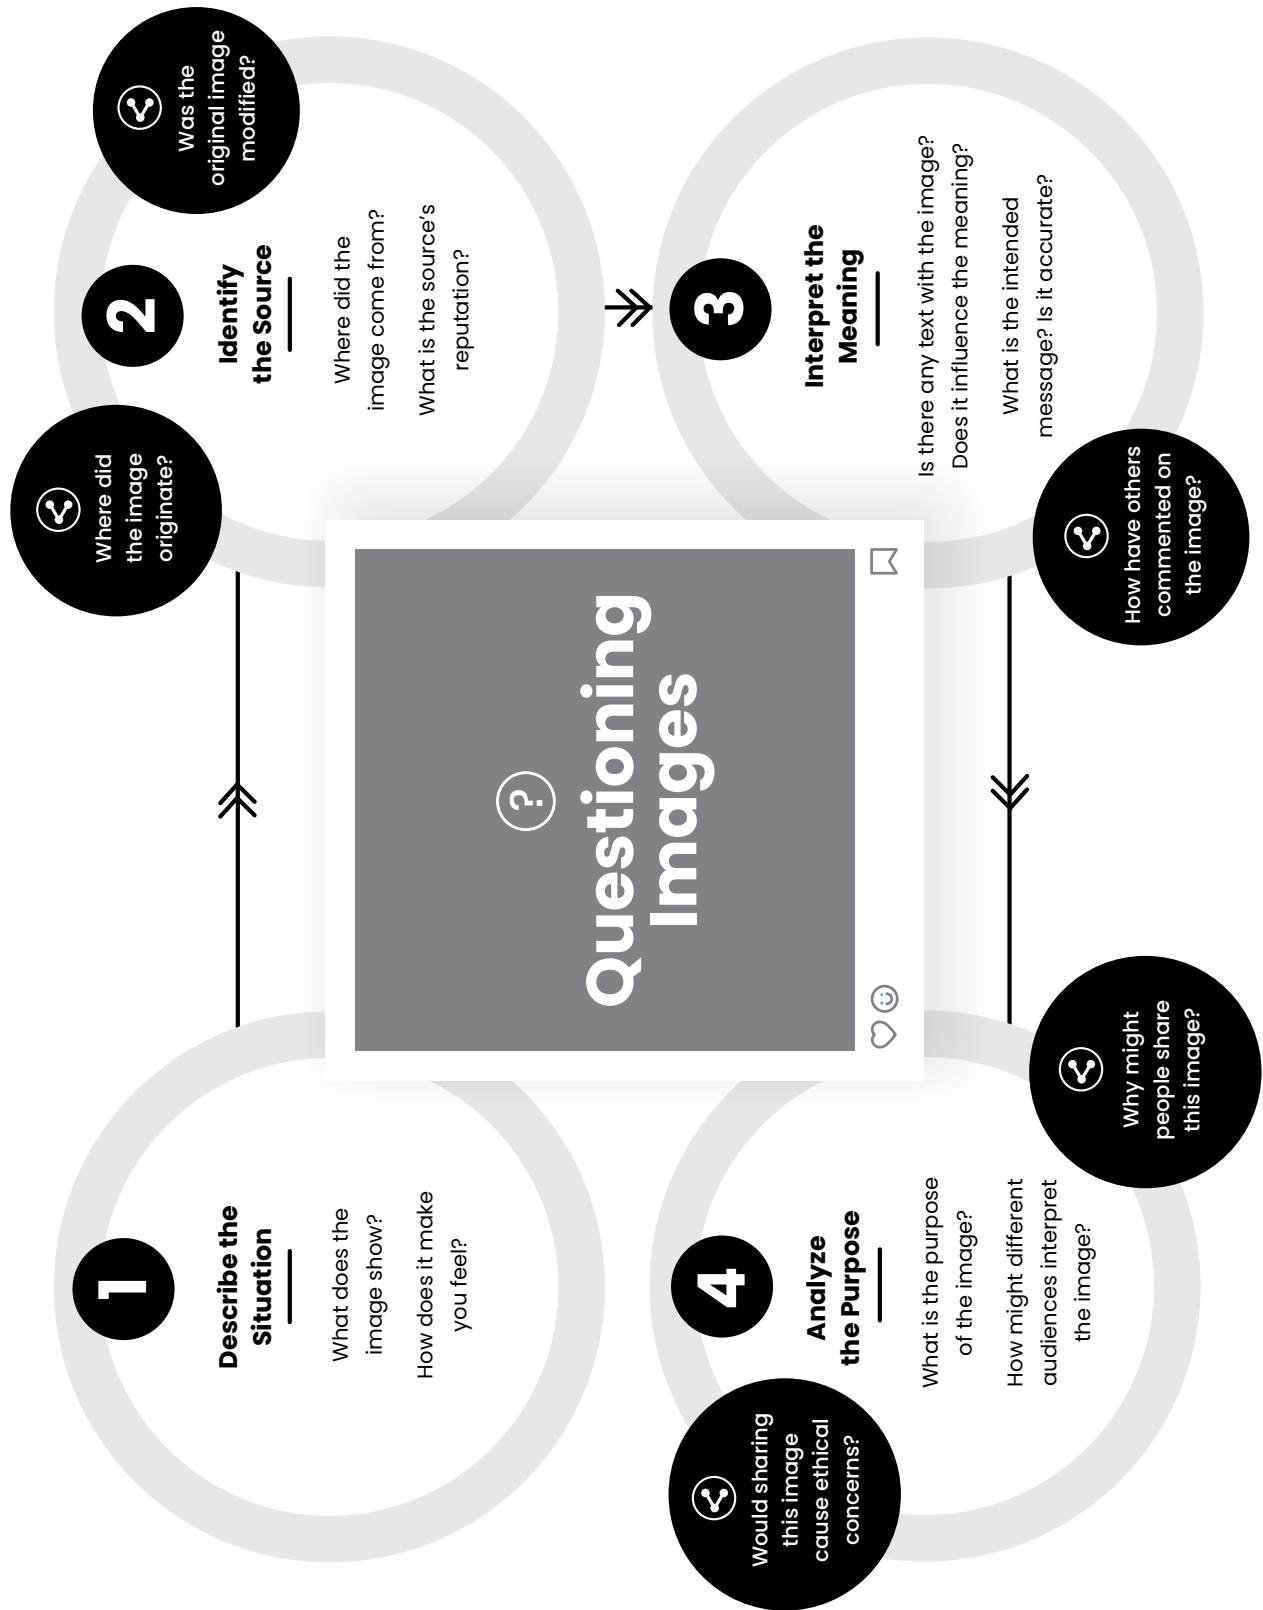 Questioning
Images
?
1
Describe the
Situation
What does the
image show?
How does it make
you feel?
2
Identify
the Source
Where did the
image come from?
What is the source's
reputation?
Where did
the image
originate?
Was the
original image
modified?
3
Interpret the
Meaning
Is there any text with the image?
Does it influence the meaning?
What is the intended
message? Is it accurate?
How have others
commented on
the image?
4
Analyze
the Purpose
What is the purpose
of the image?
How might different
audiences interpret
the image?
Why might
people share
this image?
Would sharing
this image
cause ethical
concerns?